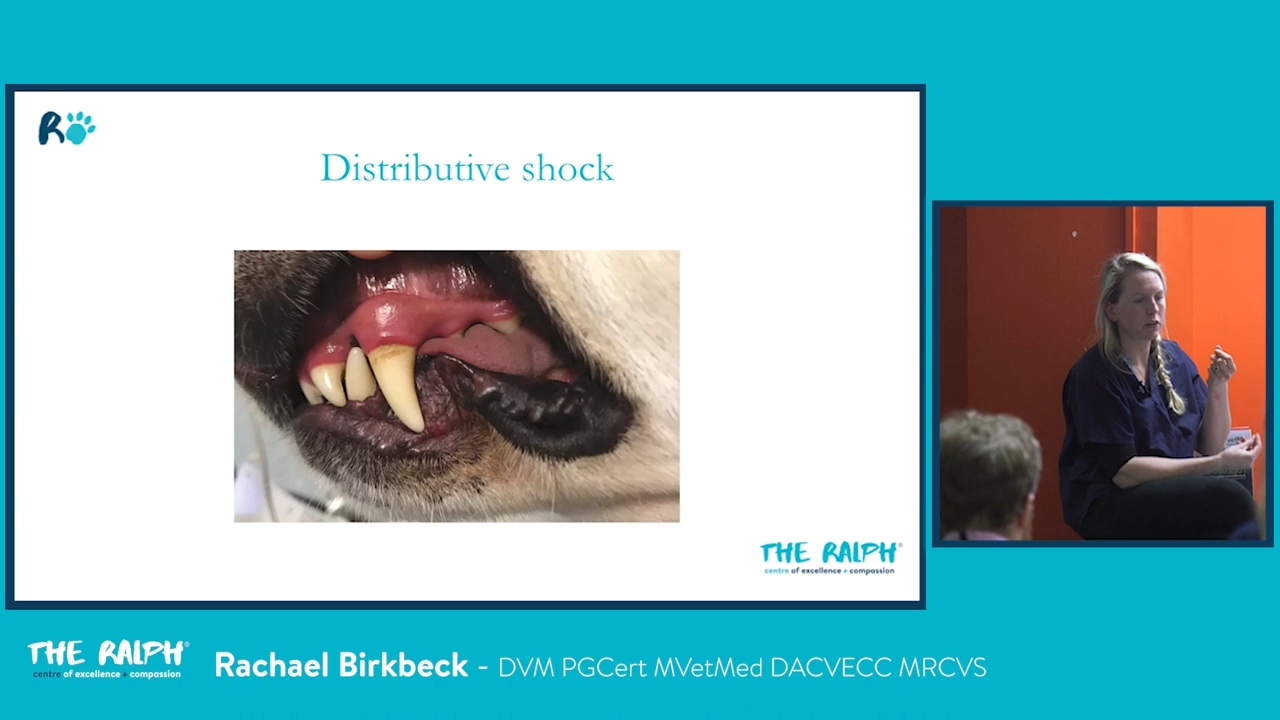 R
Distributive shock
THE RALPH®
centre of excellence + compassion
THE RALPH®
centre of excellence + compassion
Rachael Birkbeck - DVM PGCert MVetMed DACVECC MRCVS